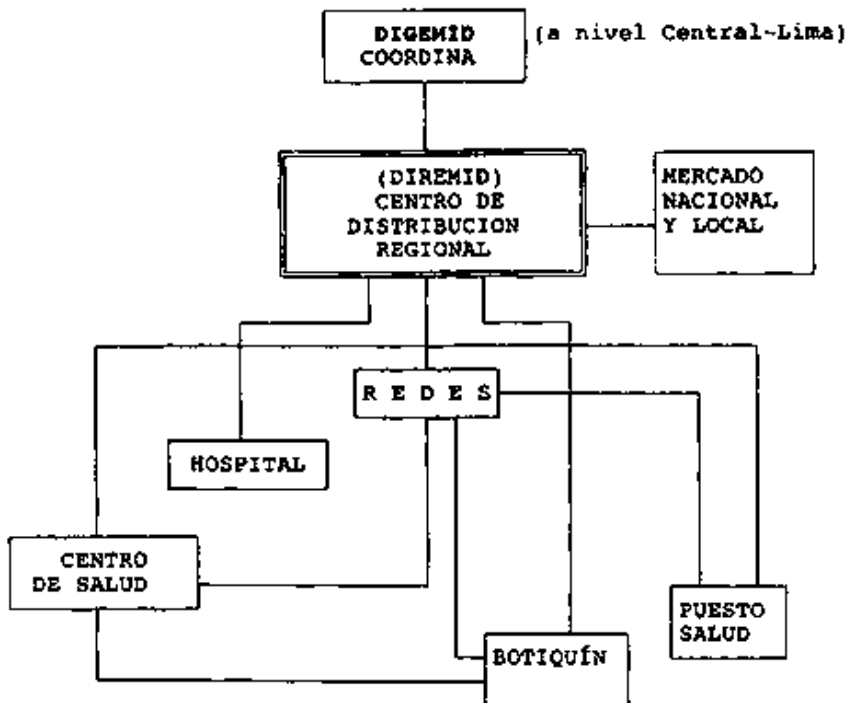 DIGEMID
COORDINA
(a nivel Central-Lima)
(DIREMID)
CENTRO DE
DISTRIBUCION
REGIONAL
MERCADO
NACIONAL
Y LOCAL
R E D E S
HOSPITAL
CENTRO
DE SALUD
PUESTO
SALUD
BOTIQUÍN